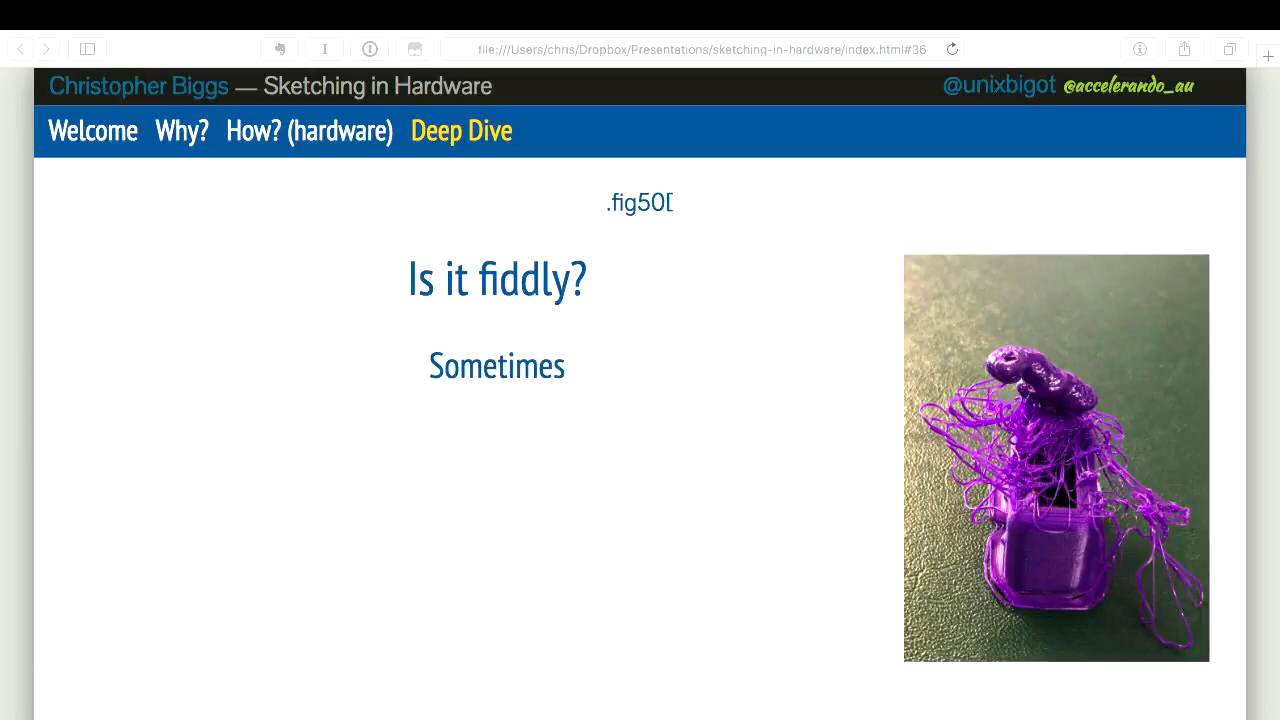 file:///Users/chris/Dropbox/Presentations/sketching-in-hardware/index.html#36
Christopher Biggs — Sketching in Hardware
@unixbigot @accelerando_au
Welcome Why? How? (hardware) Deep Dive
.fig50[
Is it fiddly?
Sometimes